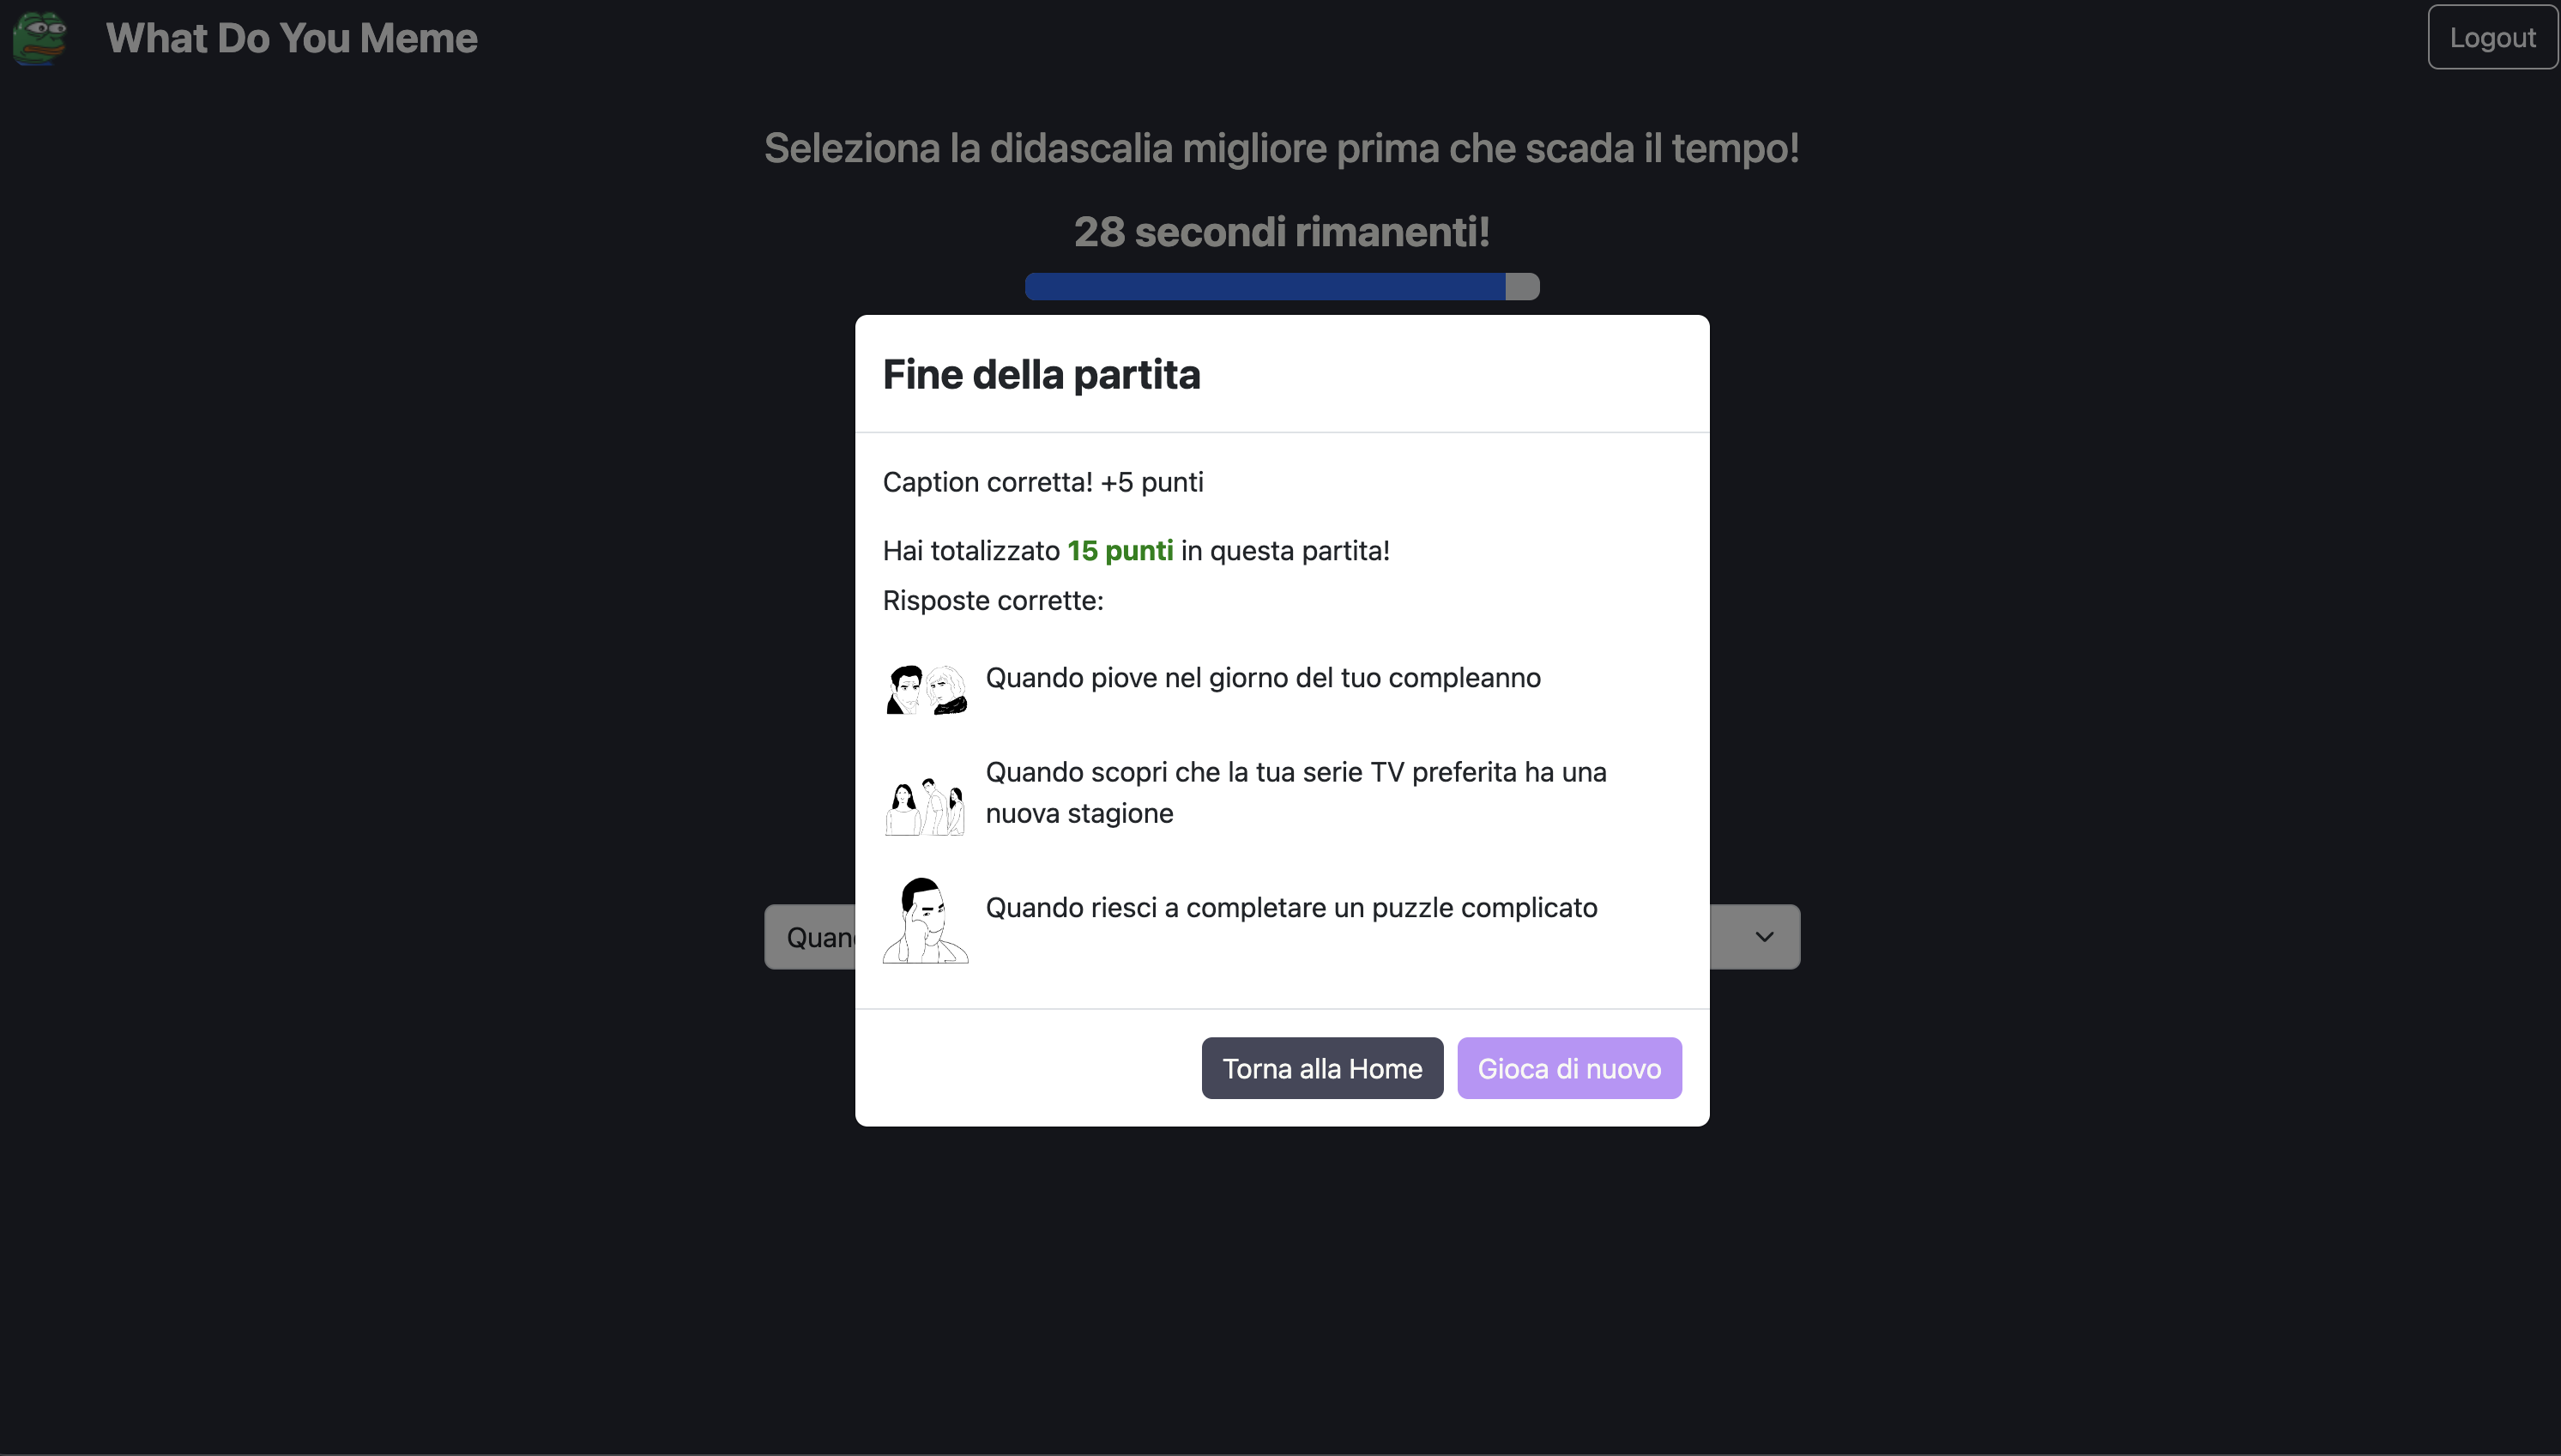 What Do You Meme
Logout
Seleziona la didascalia migliore prima che scada il tempo!
28 secondi rimanenti!
Fine della partita
Caption corretta! +5 punti
Hai totalizzato 15 punti in questa partita!
Risposte corrette:
Quando piove nel giorno del tuo compleanno
Quando scopri che la tua serie TV preferita ha una
nuova stagione
Quando riesci a completare un puzzle complicato
Torna alla Home
Gioca di nuovo